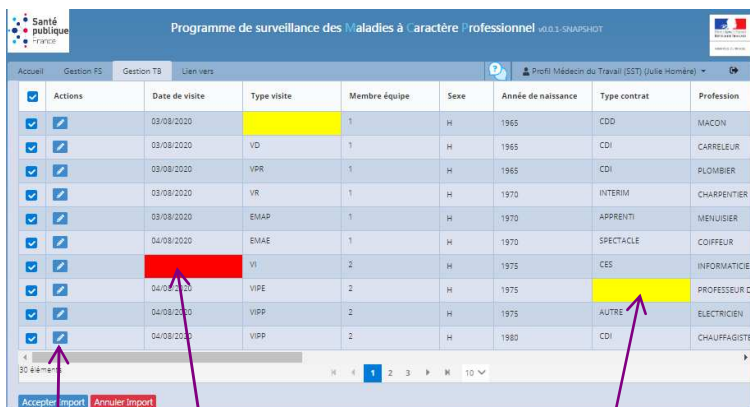 Santé
publique
France
Programme de surveillance des Maladies à Caractère Professionnel v0.0.1-SNAPSHOT
Accueil Gestion FS Gestion TB Lien vers ? Profil Médecin du Travail (SST) (Julie Homère)
Actions Date de visite Type visite Membre équipe Sexe Année de naissance Type contrat Profession
03/08/2020 1 H 1965 CDD MACON
03/08/2020 VD 1 H 1965 CDI CARRELEUR
03/08/2020 VPR 1 H 1965 CDI PLOMBIER
03/08/2020 VR 1 H 1970 INTERIM CHARPENTIER
03/08/2020 EMAP 1 H 1970 APPRENTI MENUISIER
04/08/2020 EMAE 1 H 1970 SPECTACLE COIFFEUR
VI 2 H 1975 CES INFORMATICIE
04/08/2020 VIPE 2 H 1975 PROFESSEUR D
04/08/2020 VIPP 2 H 1975 AUTRE ELECTRICIEN
04/08/2020 VIPP 2 H 1980 CDI CHAUFFAGISTE
30 éléments 1 2 3 10
Accepter Import Annuler Import